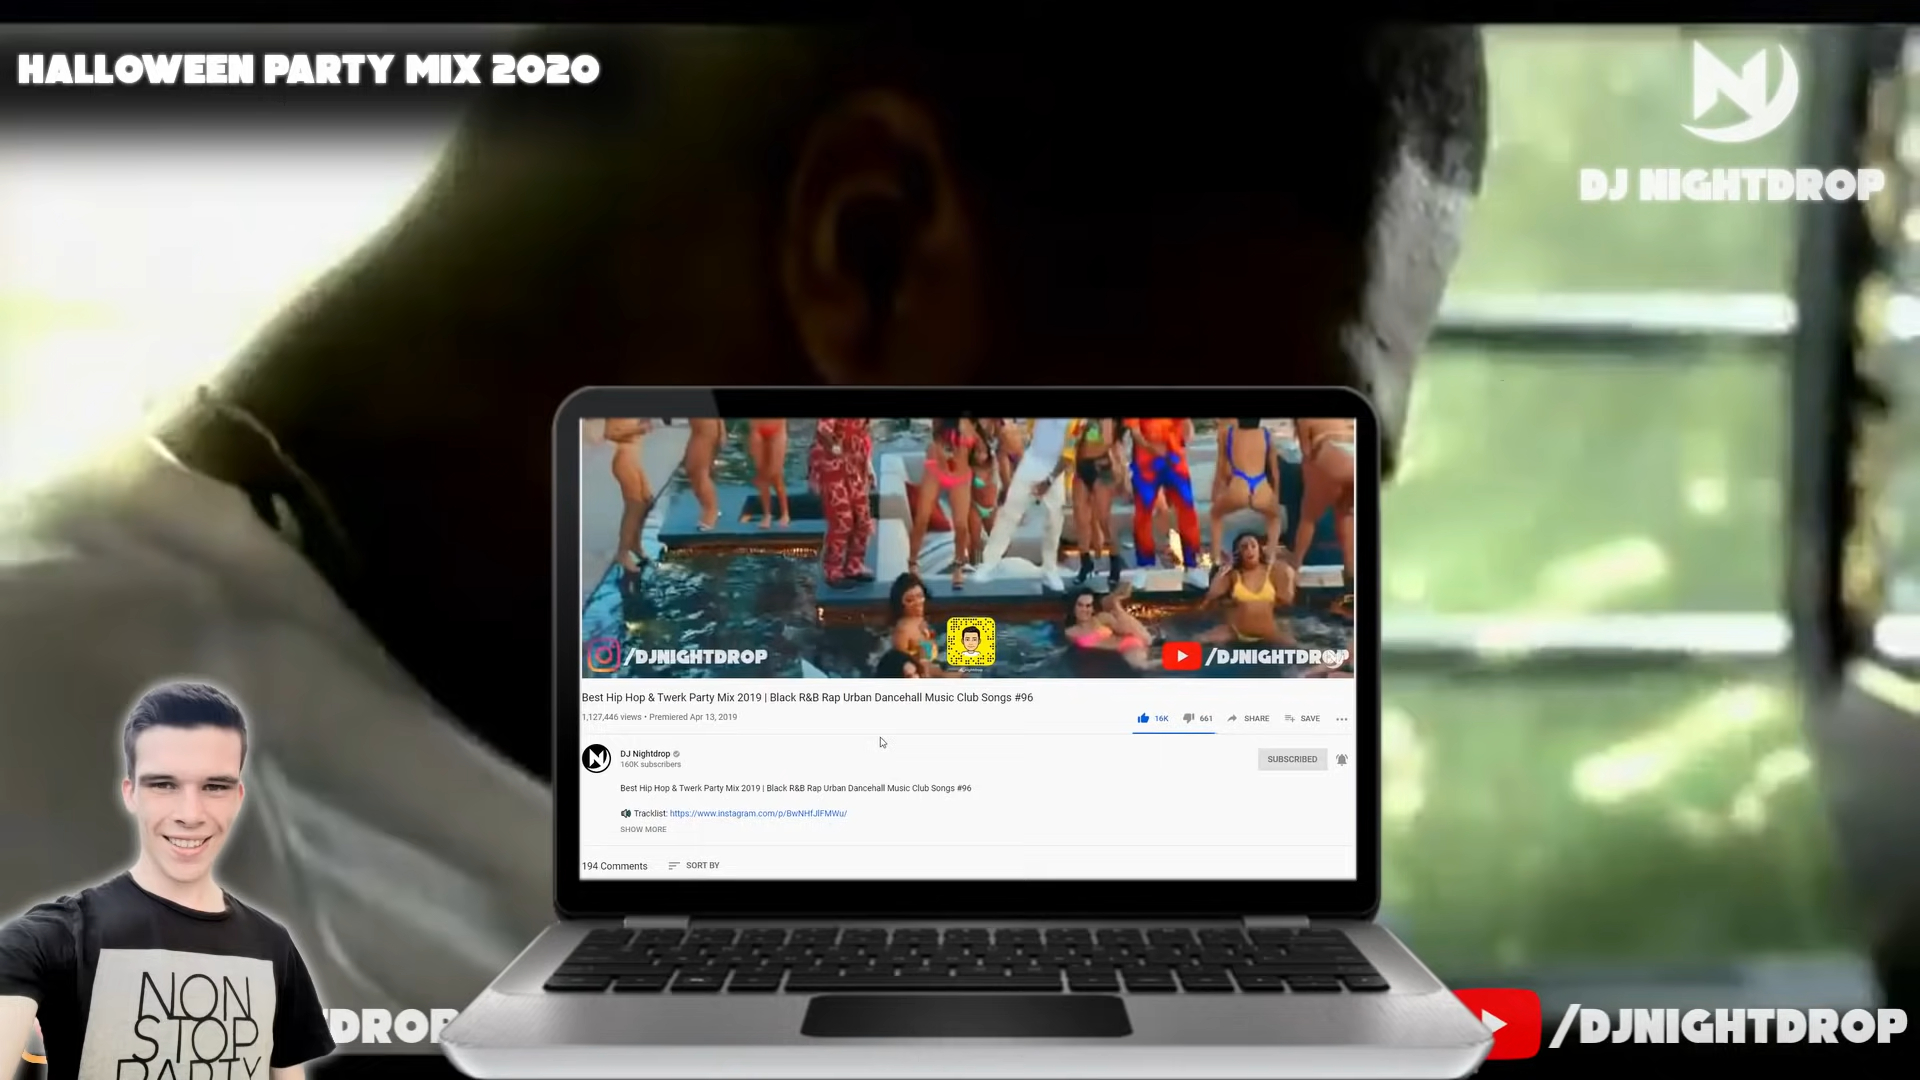 HALLOWEEN PARTY MIX 2020
DJ NIGHTDROP
/DJNIGHTDROP
/DJNIGHTDROP
Best Hip Hop & Twerk Party Mix 2019 | Black R&B Rap Urban Dancehall Music Club Songs #96
1,127,446 views • Premiered Apr 13, 2019
16K
661
SHARE
SAVE
DJ Nightdrop
160K subscribers
SUBSCRIBED
Best Hip Hop & Twerk Party Mix 2019 | Black R&B Rap Urban Dancehall Music Club Songs #96
Tracklist: https://www.instagram.com/p/BwNHfJlFMWu/
SHOW MORE
194 Comments
SORT BY
NON
STOP
PARTY
DROP
/DJNIGHTDROP